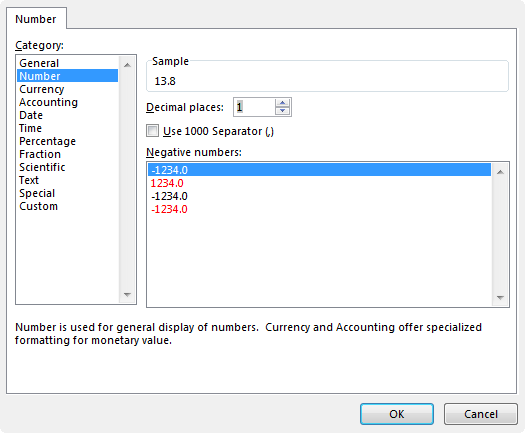 Number
Category:
General
Number
Currency
Accounting
Date
Time
Percentage
Fraction
Scientific
Text
Special
Custom
Sample
13.8
Decimal places: 1
Use 1000 Separator (,)
Negative numbers:
-1234.0
1234.0
-1234.0
-1234.0
Number is used for general display of numbers. Currency and Accounting offer specialized
formatting for monetary value.
OK Cancel